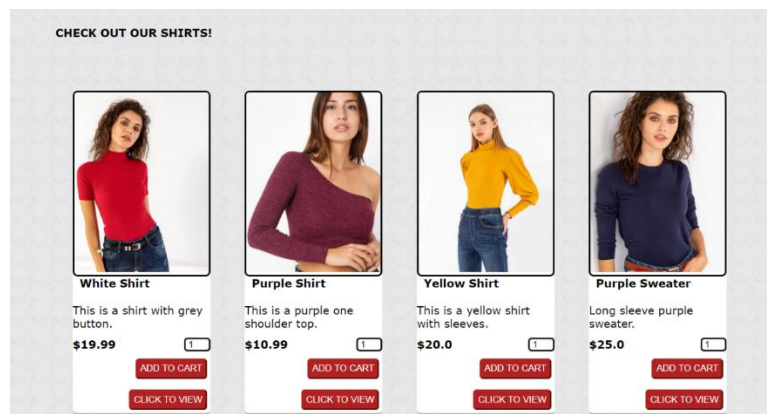 CHECK OUT OUR SHIRTS!
White Shirt
This is a shirt with grey
button.
$19.99 1
ADD TO CART
CLICK TO VIEW
Purple Shirt
This is a purple one
shoulder top.
$10.99 1
ADD TO CART
CLICK TO VIEW
Yellow Shirt
This is a yellow shirt
with sleeves.
$20.0 1
ADD TO CART
CLICK TO VIEW
Purple Sweater
Long sleeve purple
sweater.
$25.0 1
ADD TO CART
CLICK TO VIEW